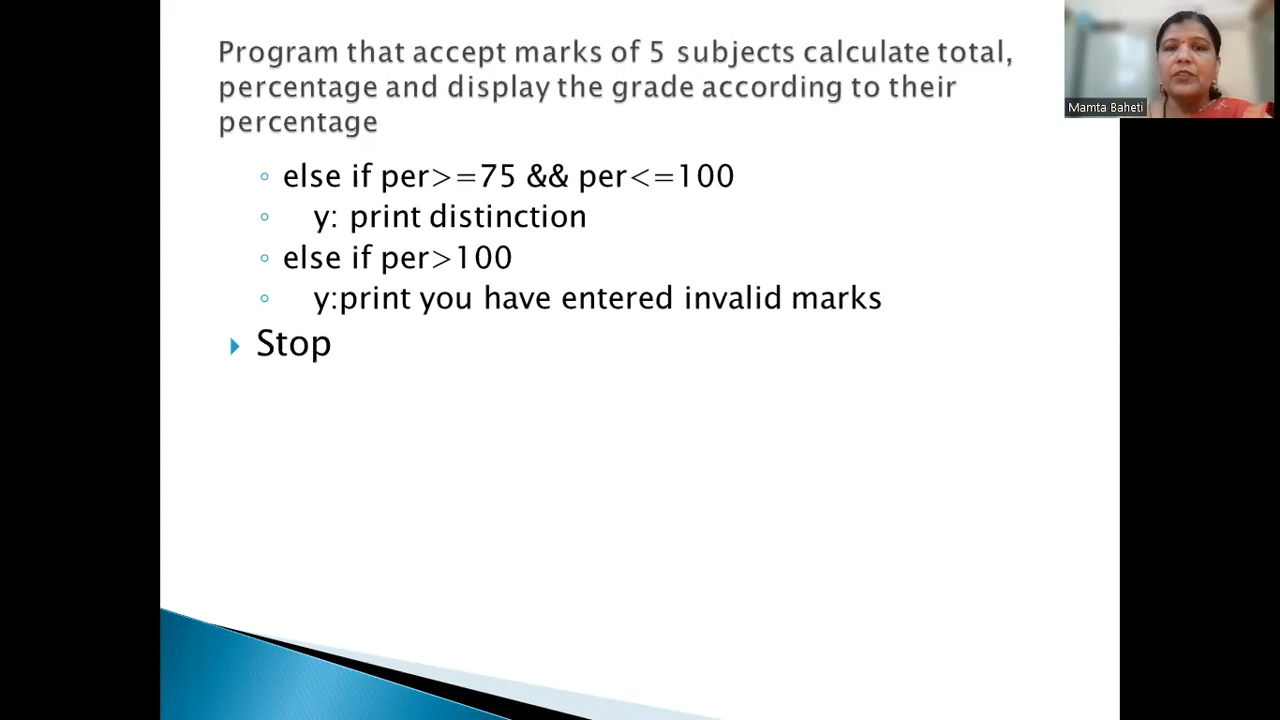 Program that accept marks of 5 subjects calculate total,
percentage and display the grade according to their
percentage
else if per>=75 && per<=100
y: print distinction
else if per>100
y:print you have entered invalid marks
Stop
Mamta Baheti